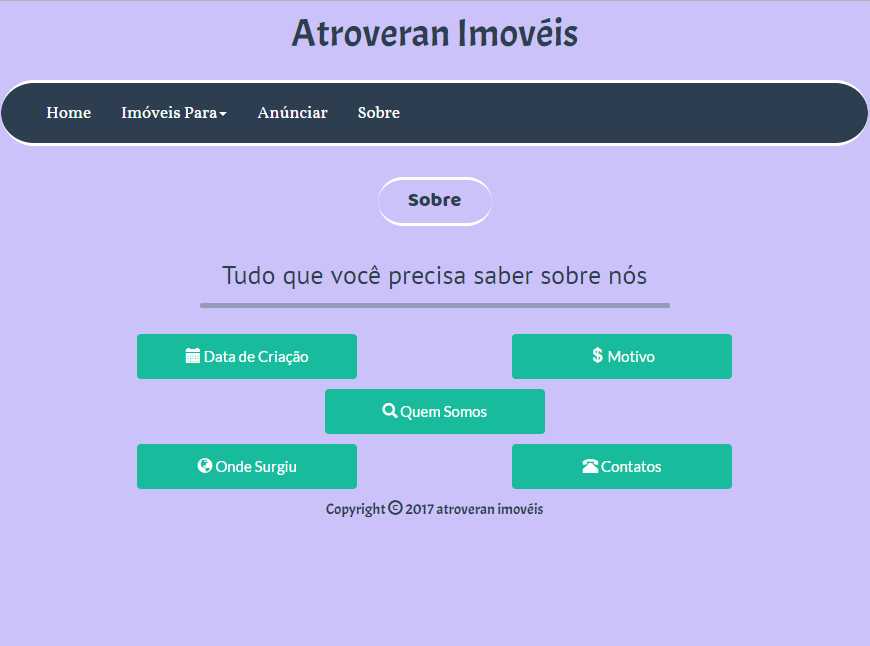 Atroveran Imovéis
Home Imóveis Para Anúnciar Sobre
Sobre
Tudo que você precisa saber sobre nós
Data de Criação
$ Motivo
Quem Somos
Onde Surgiu
Contatos
Copyright © 2017 atroveran imovéis